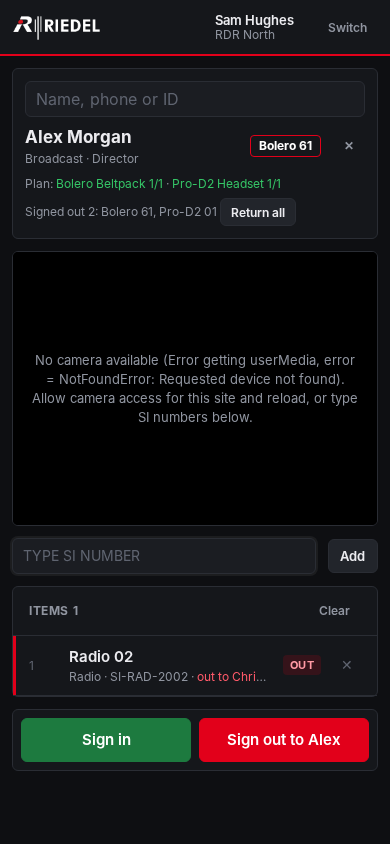 RIEDEL
Sam Hughes
RDR North
Switch
Name, phone or ID
Alex Morgan
Broadcast · Director
Bolero 61
×
Plan: Bolero Beltpack 1/1 · Pro-D2 Headset 1/1
Signed out 2: Bolero 61, Pro-D2 01 Return all
No camera available (Error getting userMedia, error
= NotFoundError: Requested device not found).
Allow camera access for this site and reload, or type
SI numbers below.
TYPE SI NUMBER
Add
ITEMS 1
Clear
1
Radio 02
Radio · SI-RAD-2002 · out to Chri...
OUT
×
Sign in
Sign out to Alex